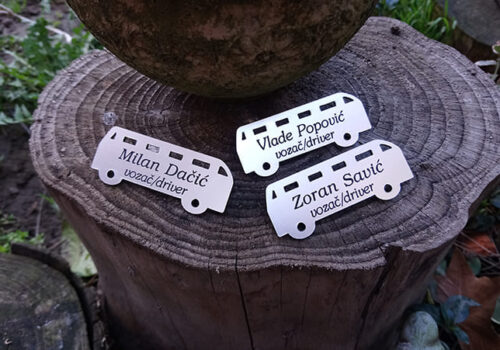 Vlade Popović
vozač/driver
Milan Dačić
vozač/driver
Zoran Savić
vozač/driver